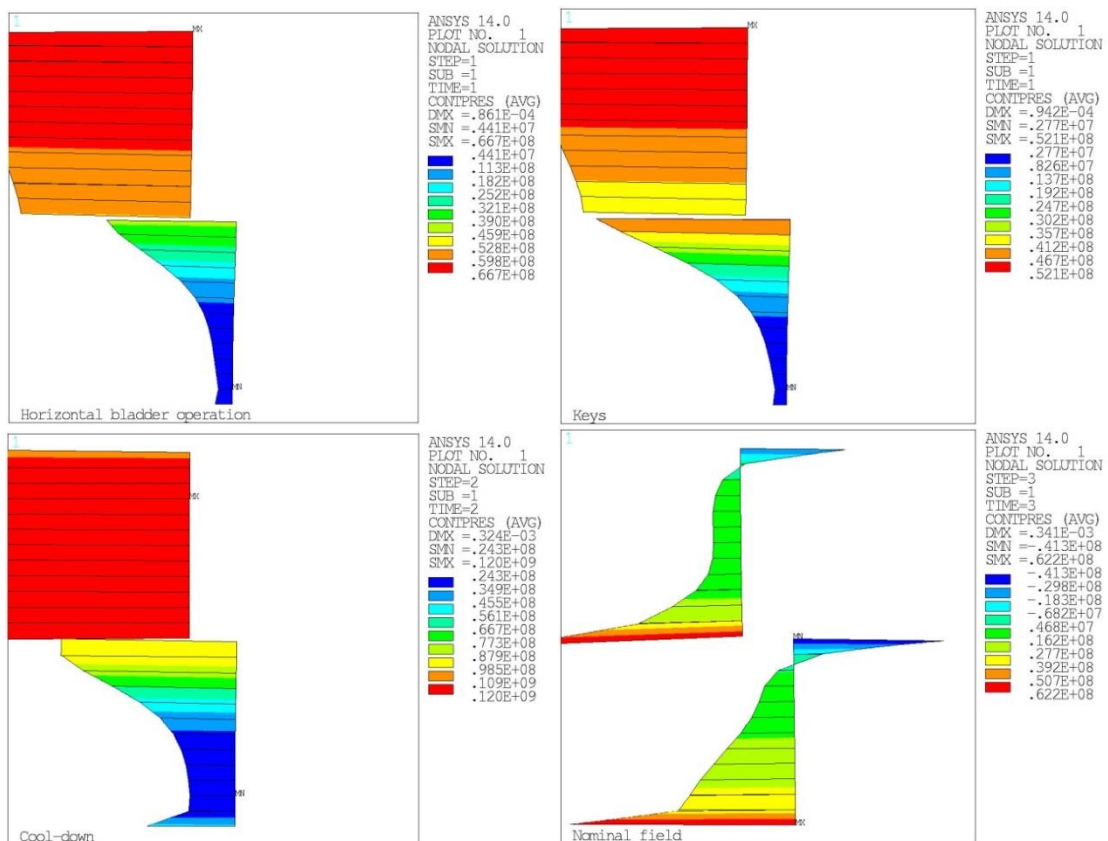 1
MX
MN
Horizontal bladder operation
ANSYS 14.0
PLOT NO. 1
NODAL SOLUTION
STEP=1
SUB =1
TIME=1
CONTPRES (AVG)
DMX =.861E-04
SMN =.441E+07
SMX =.667E+08
.441E+07
.113E+08
.182E+08
.252E+08
.321E+08
.390E+08
.459E+08
.528E+08
.598E+08
.667E+08
1
MX
MN
Keys
ANSYS 14.0
PLOT NO. 1
NODAL SOLUTION
STEP=1
SUB =1
TIME=1
CONTPRES (AVG)
DMX =.942E-04
SMN =.277E+07
SMX =.521E+08
.277E+07
.826E+07
.137E+08
.192E+08
.247E+08
.302E+08
.357E+08
.412E+08
.467E+08
.521E+08
1
MX
MN
Cool-down
ANSYS 14.0
PLOT NO. 1
NODAL SOLUTION
STEP=2
SUB =1
TIME=2
CONTPRES (AVG)
DMX =.324E-03
SMN =.243E+08
SMX =.120E+09
.243E+08
.349E+08
.455E+08
.561E+08
.667E+08
.773E+08
.879E+08
.985E+08
.109E+09
.120E+09
1
MN
MX
Nominal field
ANSYS 14.0
PLOT NO. 1
NODAL SOLUTION
STEP=3
SUB =1
TIME=3
CONTPRES (AVG)
DMX =.341E-03
SMN =-.413E+08
SMX =.622E+08
-.413E+08
-.298E+08
-.183E+08
-.682E+07
.468E+07
.162E+08
.277E+08
.392E+08
.507E+08
.622E+08